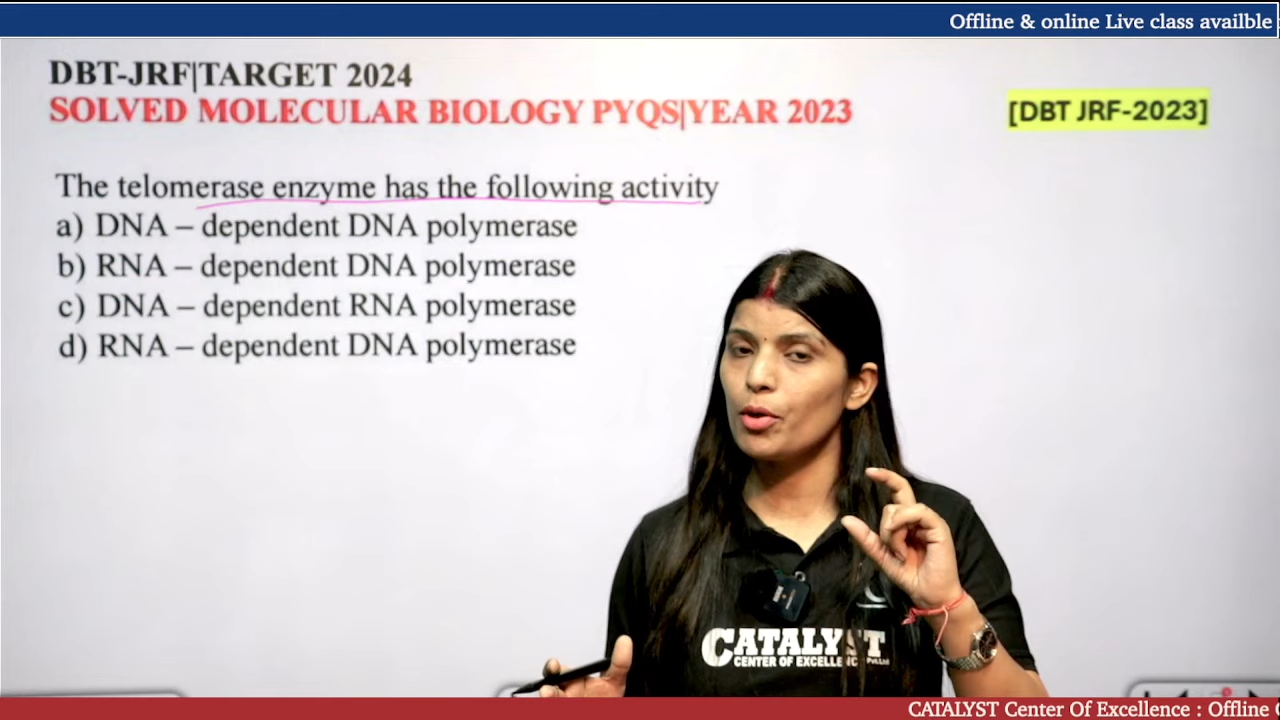 Offline & online Live class availble
DBT-JRF|TARGET 2024
SOLVED MOLECULAR BIOLOGY PYQS|YEAR 2023
[DBT JRF-2023]
The telomerase enzyme has the following activity
a) DNA – dependent DNA polymerase
b) RNA – dependent DNA polymerase
c) DNA – dependent RNA polymerase
d) RNA – dependent DNA polymerase
CATALYST
CENTER OF EXCELLENCE Pvt.Ltd
CATALYST Center Of Excellence : Offline